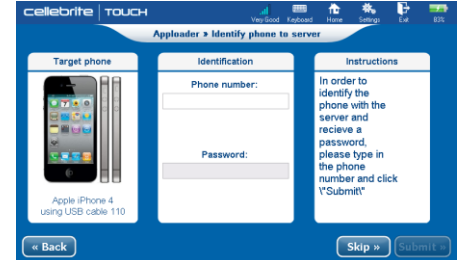 cellebrite TOUCH
Very Good Keyboard Home Settings Exit 83%
Apploader » Identify phone to server
Target phone
Apple iPhone 4
using USB cable 110
Identification
Phone number:
Password:
Instructions
In order to
identify the
phone with the
server and
recieve a
password,
please type in
the phone
number and click
\"Submit\"
« Back
Skip »
Submit »